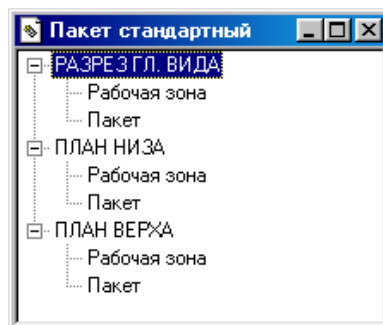 Пакет стандартный
РАЗРЕЗ ГЛ. ВИДА
Рабочая зона
Пакет
ПЛАН НИЗА
Рабочая зона
Пакет
ПЛАН ВЕРХА
Рабочая зона
Пакет